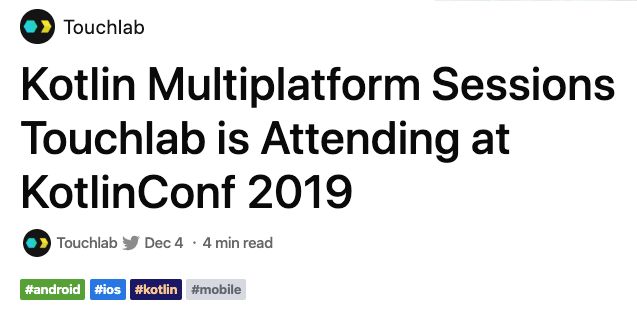 Touchlab
Kotlin Multiplatform Sessions
Touchlab is Attending at
KotlinConf 2019
Touchlab Dec 4 · 4 min read
#android #ios #kotlin #mobile